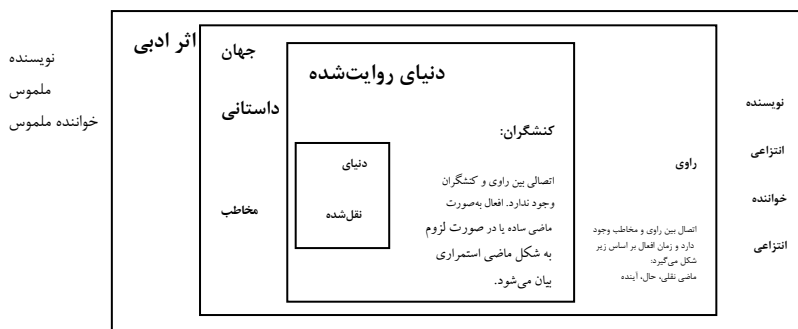 نویسنده
ملموس
خواننده ملموس
اثر ادبی
جهان
داستانی
مخاطب
دنیای روایت‌شده
کنشگران:
اتصالی بین راوی و کنشگران
وجود ندارد. افعال به‌صورت
ماضی ساده یا در صورت لزوم
به شکل ماضی استمراری
بیان می‌شود.
دنیای
نقل‌شده
راوی
اتصال بین راوی و مخاطب وجود
دارد و زمان افعال بر اساس زیر
شکل می‌گیرد:
ماضی نقلی، حال، آینده
نویسنده
انتزاعی
خواننده
انتزاعی